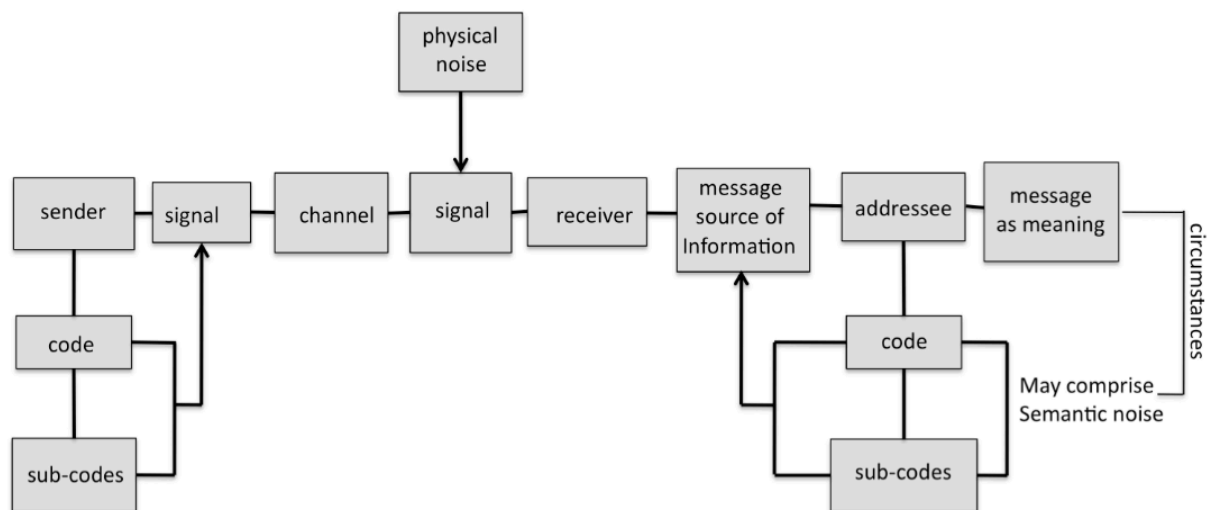 physical
noise
sender
signal
channel
signal
receiver
message
source of
Information
addressee
message
as meaning
circumstances
code
sub-codes
code
sub-codes
May comprise
Semantic noise